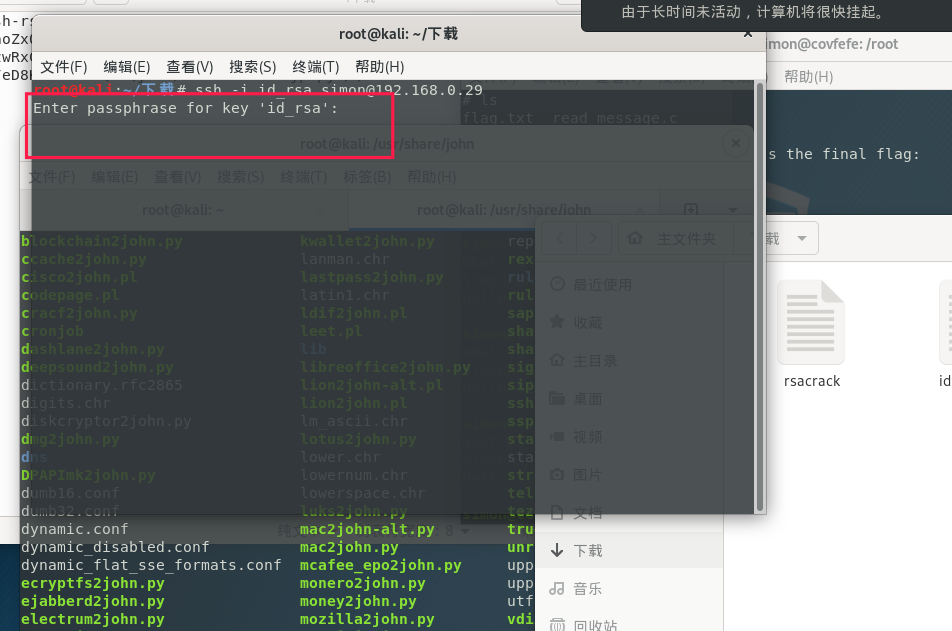 由于长时间未活动，计算机将很快挂起。
root@kali: ~/下载
imon@covfefe: /root
文件(F) 编辑(E) 查看(V) 搜索(S) 终端(T) 帮助(H)
帮助(H)
root@kali:~/下载# ssh -i id_rsa simon@192.168.0.29
Enter passphrase for key 'id_rsa':
# ls
flag.txt read_message.c
s the final flag:
root@kali: /usr/share/john
文件(F) 编辑(E) 查看(V) 搜索(S) 终端(T) 标签(B) 帮助(H)
root@kali: ~
root@kali: /usr/share/john
主文件夹
载
blockchain2john.py kwallet2john.py rep
ccache2john.py lanman.chr rex
cisco2john.pl lastpass2john.py rul
codepage.pl latin1.chr rul
cracf2john.py ldif2john.pl sap
cronjob leet.pl sha
dashlane2john.py lib sha
deepsound2john.py libreoffice2john.py sig
dictionary.rfc2865 lion2john-alt.pl sip
digits.chr lion2john.pl ssh
diskcryptor2john.py lm_ascii.chr ssp
dmg2john.py lotus2john.py sta
dns lower.chr sta
DPAPImk2john.py lowernum.chr str
dumb16.conf lowerspace.chr tel
dumb32.conf luks2john.py tez
dynamic.conf mac2john-alt.py tru
dynamic_disabled.conf mac2john.py unr
dynamic_flat_sse_formats.conf mcafee_epo2john.py upp
ecryptfs2john.py monero2john.py upp
ejabberd2john.py money2john.py utf
electrum2john.py mozilla2john.py vdi
最近使用
收藏
主目录
桌面
视频
图片
文档
下载
音乐
回收站
rsacrack
id